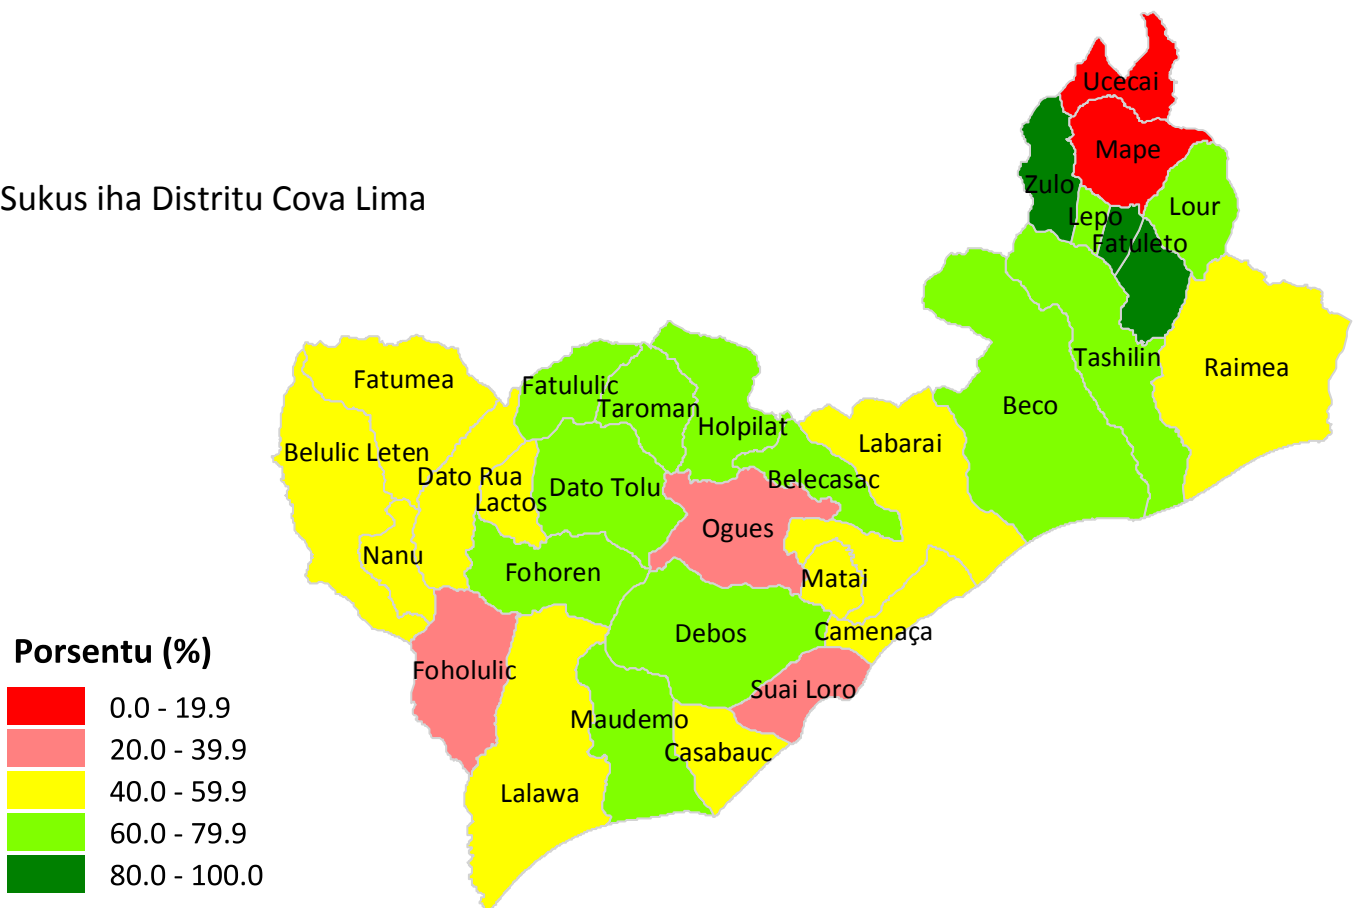 Ucecai
Mape
Zulo
Sukus iha Distritu Cova Lima
Lepo
Lour
Fatuleto
Tashilin
Raimea
Fatumea
Fatululic
Taroman
Beco
Holpilat
Labarai
Belulic Leten
Dato Rua
Lactos
Dato Tolu
Belecasac
Ogues
Nanu
Fohoren
Matai
Debos
Camenaça
Foholulic
Suai Loro
Maudemo
Casabauc
Lalawa
Porsentu (%)
0.0 - 19.9
20.0 - 39.9
40.0 - 59.9
60.0 - 79.9
80.0 - 100.0